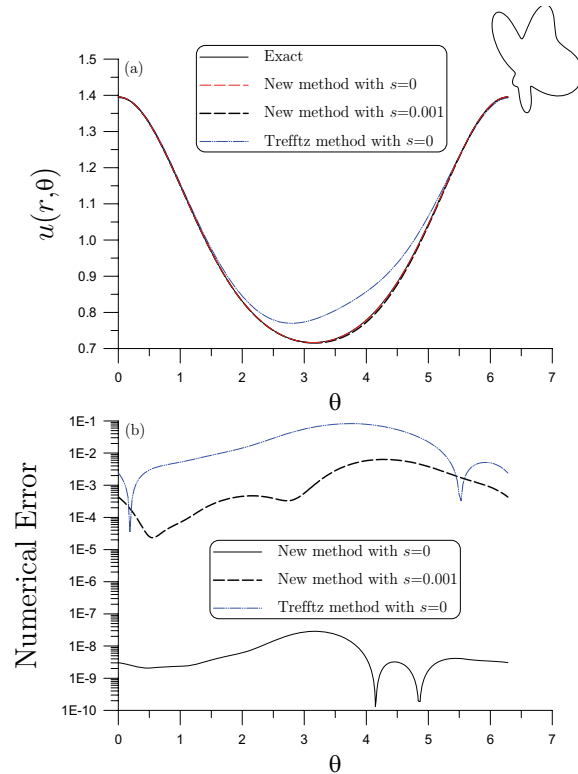 (a)
Exact
New method with s=0
New method with s=0.001
Trefftz method with s=0
u(r,θ)
1.5
1.4
1.3
1.2
1.1
1.0
0.9
0.8
0.7
0 1 2 3 4 5 6 7
θ
(b)
Numerical Error
1E-1
1E-2
1E-3
1E-4
1E-5
1E-6
1E-7
1E-8
1E-9
1E-10
New method with s=0
New method with s=0.001
Trefftz method with s=0
0 1 2 3 4 5 6 7
θ